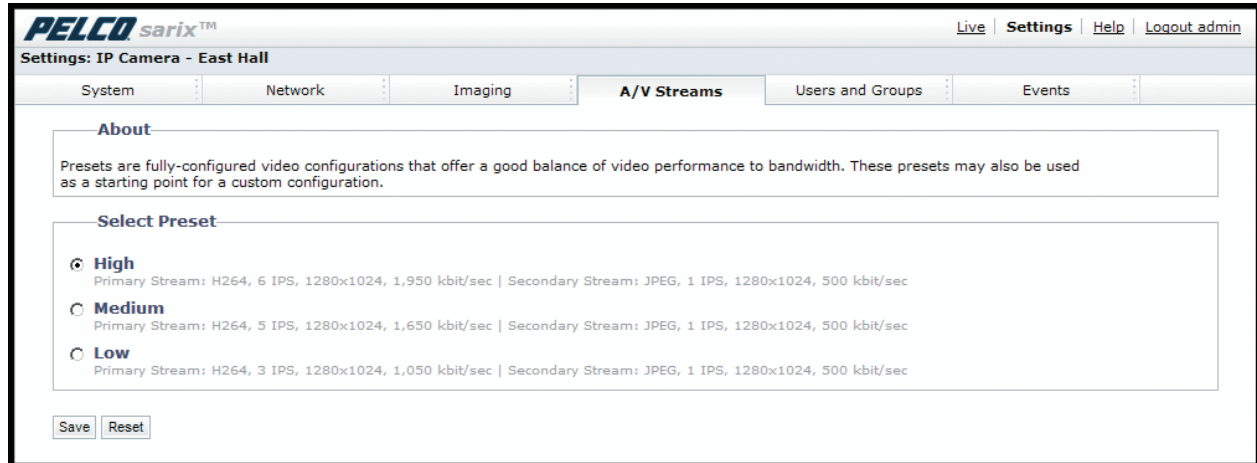 PELCO sarix™
Live | Settings | Help | Logout admin
Settings: IP Camera - East Hall
System Network Imaging A/V Streams Users and Groups Events
About
Presets are fully-configured video configurations that offer a good balance of video performance to bandwidth. These presets may also be used
as a starting point for a custom configuration.
Select Preset
High
Primary Stream: H264, 6 IPS, 1280x1024, 1,950 kbit/sec | Secondary Stream: JPEG, 1 IPS, 1280x1024, 500 kbit/sec
Medium
Primary Stream: H264, 5 IPS, 1280x1024, 1,650 kbit/sec | Secondary Stream: JPEG, 1 IPS, 1280x1024, 500 kbit/sec
Low
Primary Stream: H264, 3 IPS, 1280x1024, 1,050 kbit/sec | Secondary Stream: JPEG, 1 IPS, 1280x1024, 500 kbit/sec
Save Reset